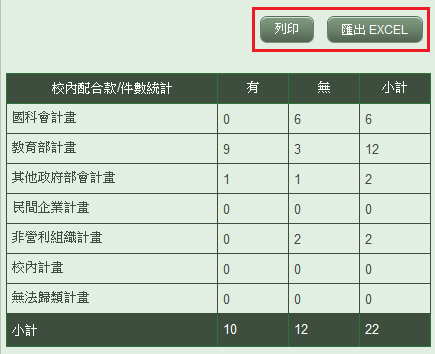 列印 匯出 EXCEL
校內配合款/件數統計 有 無 小計
國科會計畫 0 6 6
教育部計畫 9 3 12
其他政府部會計畫 1 1 2
民間企業計畫 0 0 0
非營利組織計畫 0 2 2
校內計畫 0 0 0
無法歸類計畫 0 0 0
小計 10 12 22